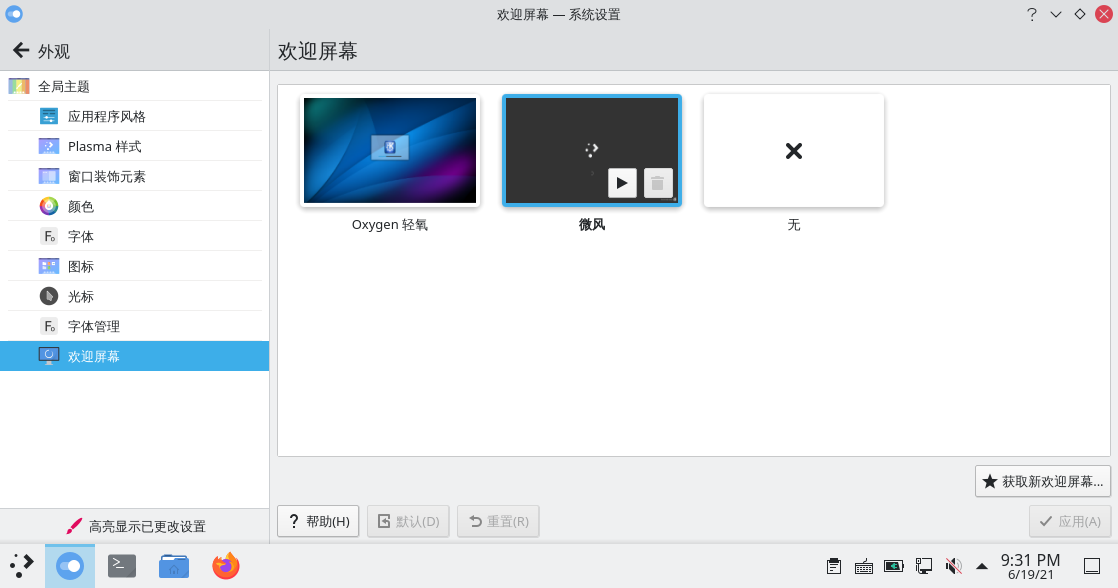 欢迎屏幕 — 系统设置
外观
欢迎屏幕
全局主题
应用程序风格
Plasma 样式
窗口装饰元素
颜色
字体
图标
光标
字体管理
欢迎屏幕
Oxygen 轻氧
微风
无
获取新欢迎屏幕...
高亮显示已更改设置
帮助(H)
默认(D)
重置(R)
应用(A)
9:31 PM
6/19/21